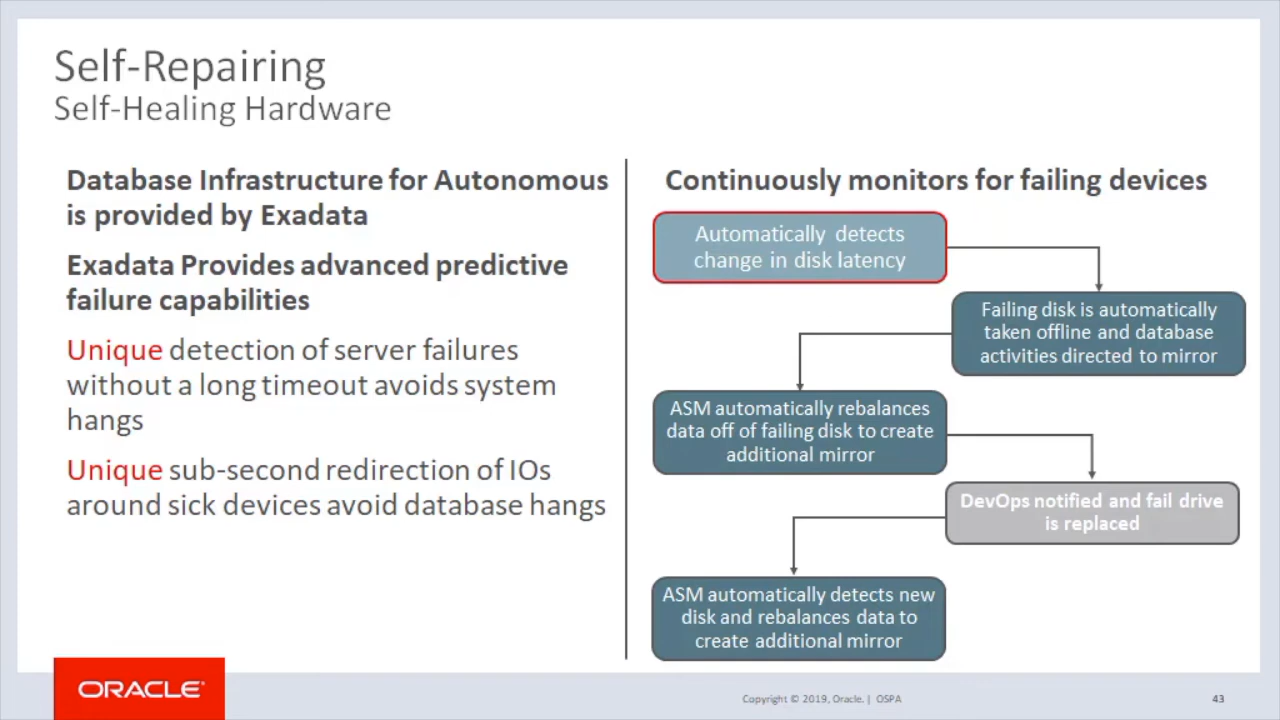 Self-Repairing
Self-Healing Hardware
Database Infrastructure for Autonomous
is provided by Exadata
Exadata Provides advanced predictive
failure capabilities
Unique detection of server failures
without a long timeout avoids system
hangs
Unique sub-second redirection of IOs
around sick devices avoid database hangs
Continuously monitors for failing devices
Automatically detects
change in disk latency
Failing disk is automatically
taken offline and database
activities directed to mirror
ASM automatically rebalances
data off of failing disk to create
additional mirror
DevOps notified and fail drive
is replaced
ASM automatically detects new
disk and rebalances data to
create additional mirror
ORACLE®
Copyright © 2019, Oracle. | OSPA
43